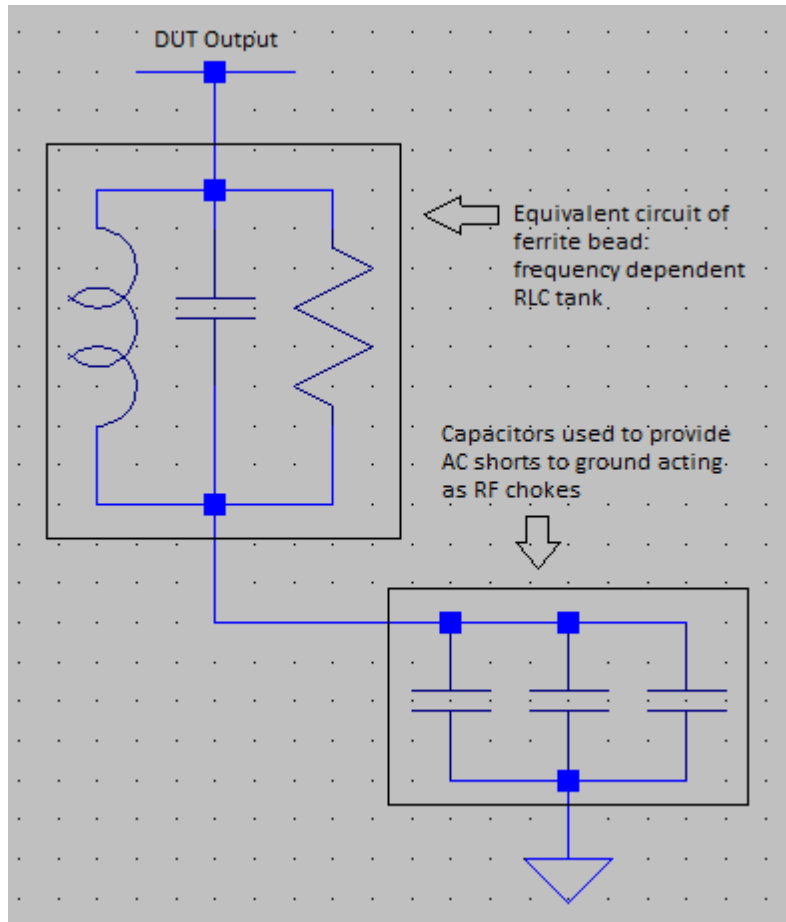 DUT Output
Equivalent circuit of
ferrite bead:
frequency dependent
RLC tank
Capacitors used to provide
AC shorts to ground acting
as RF chokes